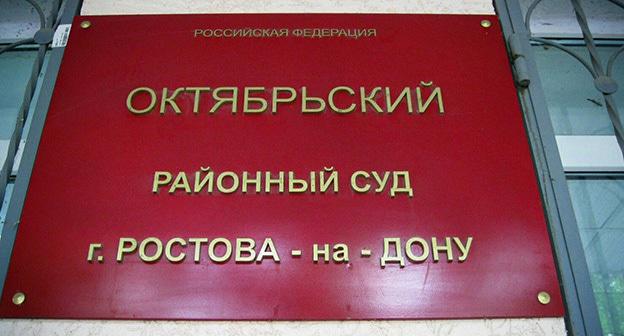 РОССИЙСКАЯ ФЕДЕРАЦИЯ
ОКТЯБРЬСКИЙ
РАЙОННЫЙ СУД
г. РОСТОВА - на - ДОНУ